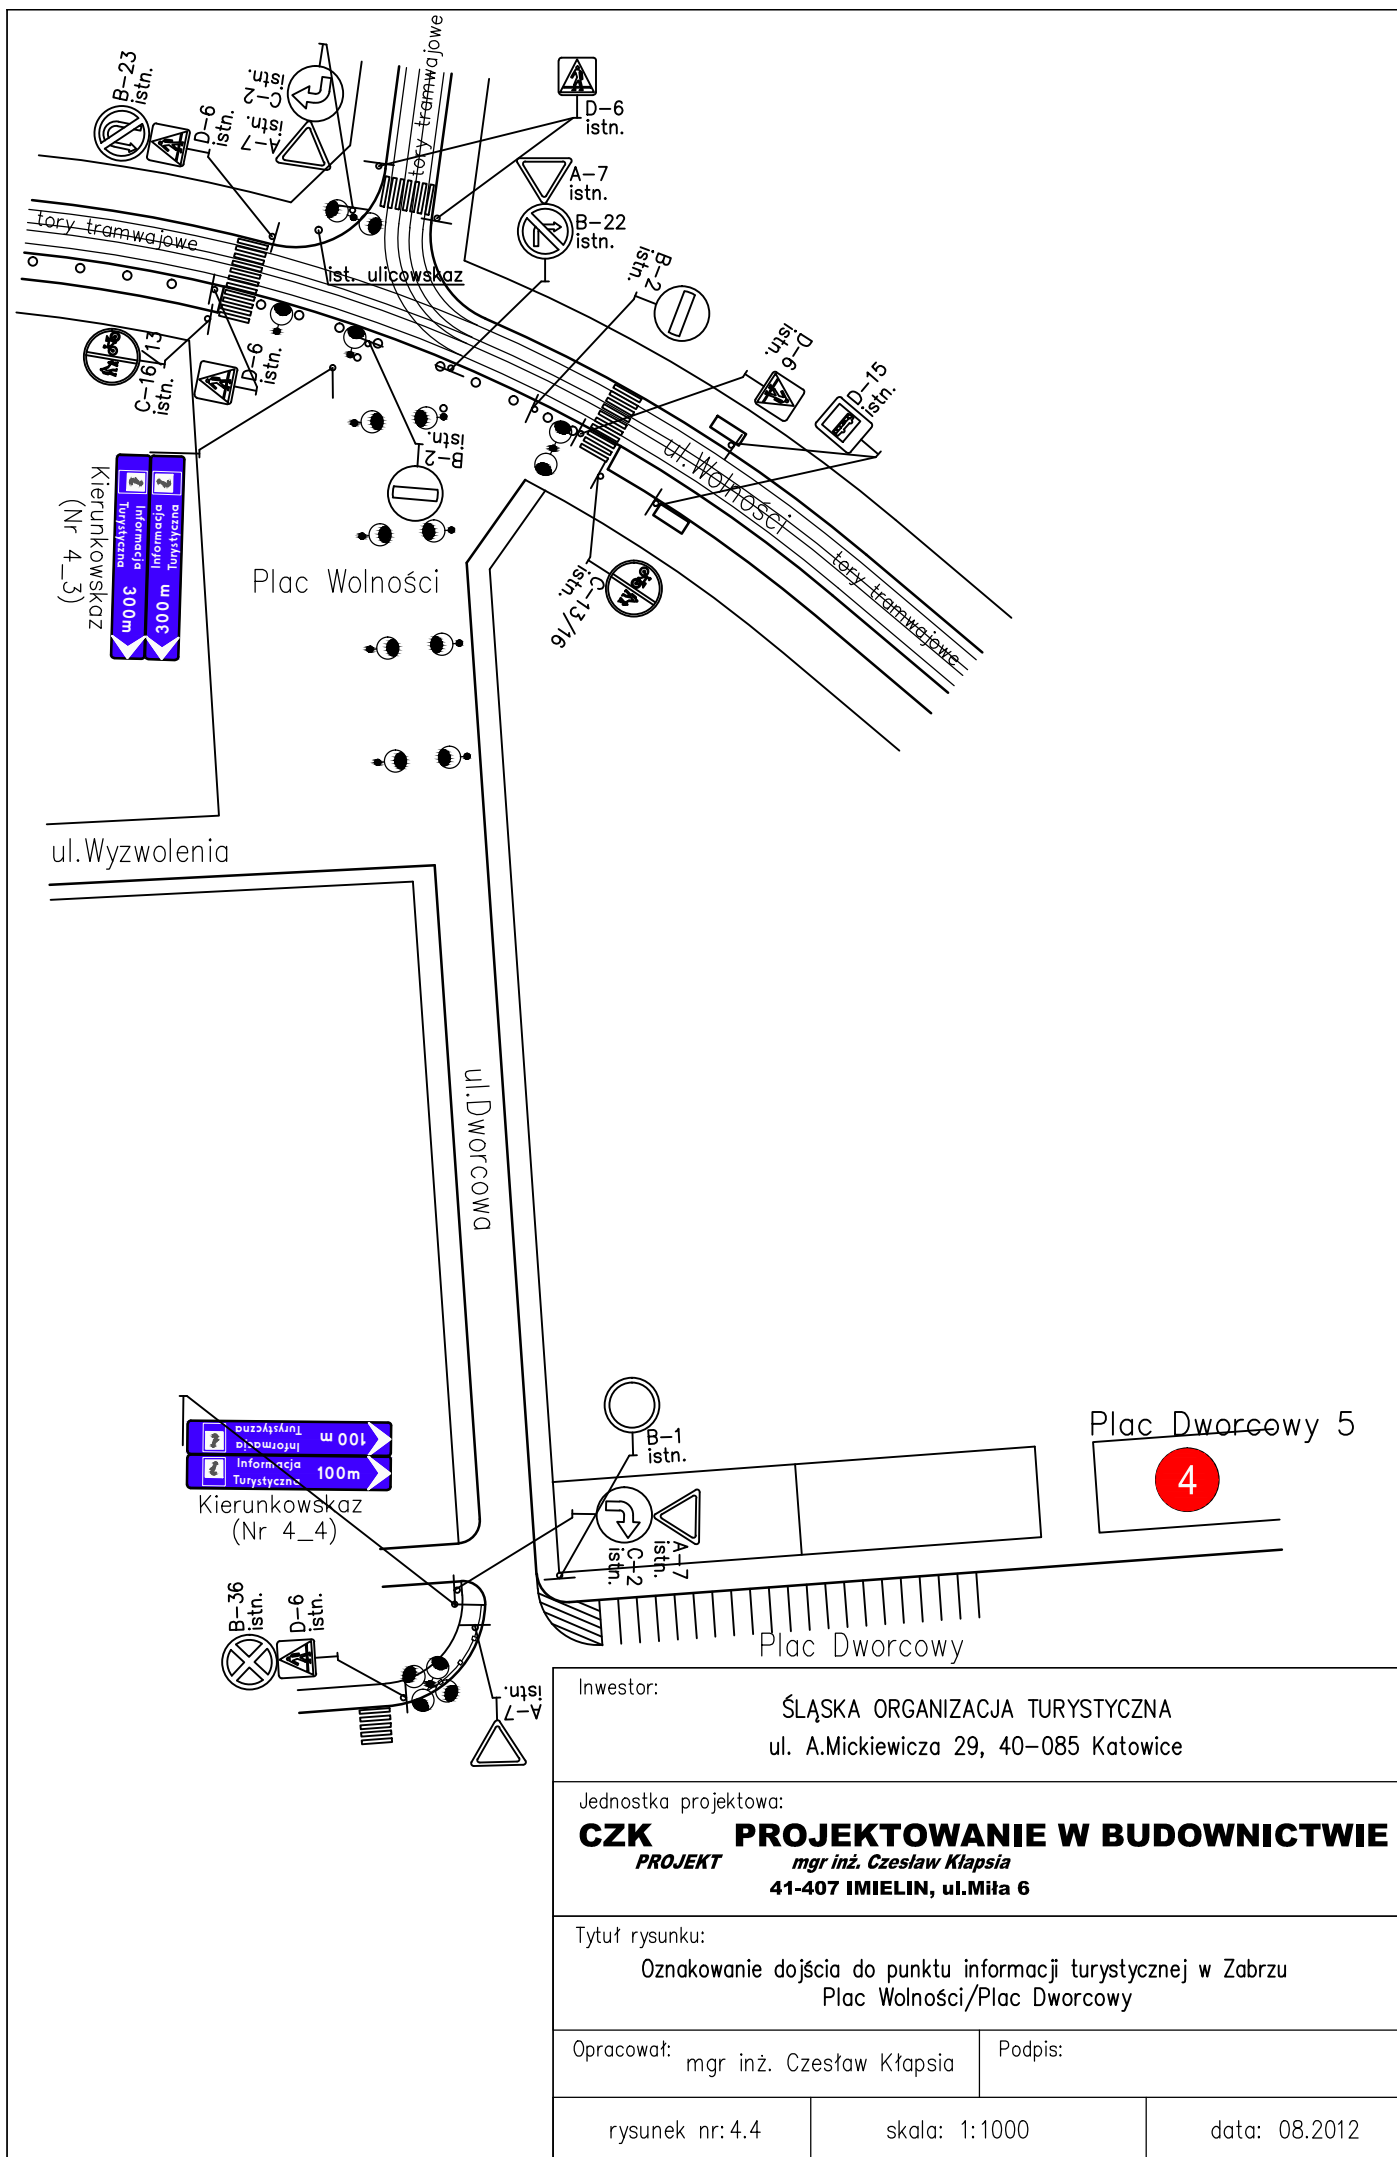 B-23
istn.
D-6
istn.
C-2
istn.
A-7
istn.
tory tramwajowe
D-6
istn.
A-7
istn.
B-22
istn.
tory tramwajowe
ist. ulicowskaz
B-2
istn.
C-16/13
istn.
D-6
istn.
D-6
istn.
D-15
istn.
B-2
istn.
ul.Wolności
tory tramwajowe
C-13/16
istn.
Informacja
Turystyczna
300m
Informacja
Turystyczna
300m
Kierunkowskaz
(Nr 4_3)
Plac Wolności
ul.Wyzwolenia
ul.Dworcowa
Informacja
Turystyczna
100m
Informacja
Turystyczna
100m
Kierunkowskaz
(Nr 4_4)
B-1
istn.
C-2
istn.
A-7
istn.
Plac Dworcowy 5
4
B-36
istn.
D-6
istn.
A-7
istn.
Plac Dworcowy
Inwestor:
ŚLĄSKA ORGANIZACJA TURYSTYCZNA
ul. A.Mickiewicza 29, 40-085 Katowice
Jednostka projektowa:
CZK PROJEKTOWANIE W BUDOWNICTWIE
PROJEKT mgr inż. Czesław Kłapsia
41-407 IMIELIN, ul.Miła 6
Tytuł rysunku:
Oznakowanie dojścia do punktu informacji turystycznej w Zabrzu
Plac Wolności/Plac Dworcowy
Opracował: mgr inż. Czesław Kłapsia
Podpis:
rysunek nr: 4.4
skala: 1:1000
data: 08.2012